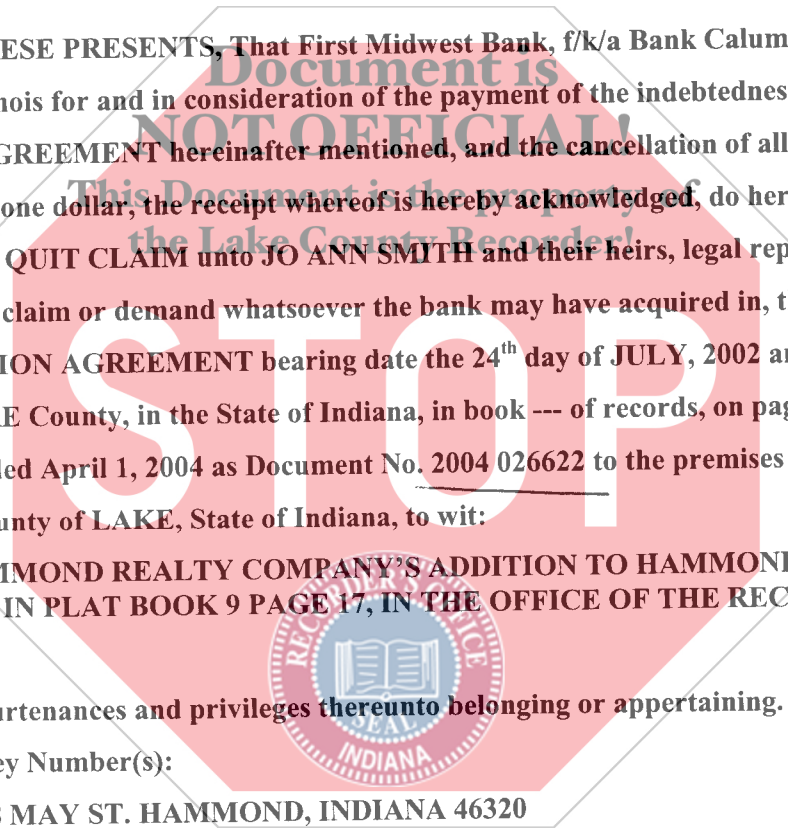 ESE PRESENTS, That First Midwest Bank, f/k/a Bank Calum
Document is
nois for and in consideration of the payment of the indebtednes
NOT OFFICIAL!
GREEMENT hereinafter mentioned, and the cancellation of all
This Document is the property of
one dollar, the receipt whereof is hereby acknowledged, do her
the Lake County Recorder!
QUIT CLAIM unto JO ANN SMITH and their heirs, legal rep
claim or demand whatsoever the bank may have acquired in, t
STOP
ION AGREEMENT bearing date the 24th day of JULY, 2002 a
E County, in the State of Indiana, in book --- of records, on pag
led April 1, 2004 as Document No. 2004 026622 to the premises
unty of LAKE, State of Indiana, to wit:
MMOND REALTY COMPANY'S ADDITION TO HAMMOND
IN PLAT BOOK 9 PAGE 17, IN THE OFFICE OF THE REC
RECORDER'S OFFICE
urtenances and privileges thereunto belonging or appertaining.
SEAL
INDIANA
ey Number(s):
MAY ST. HAMMOND, INDIANA 46320